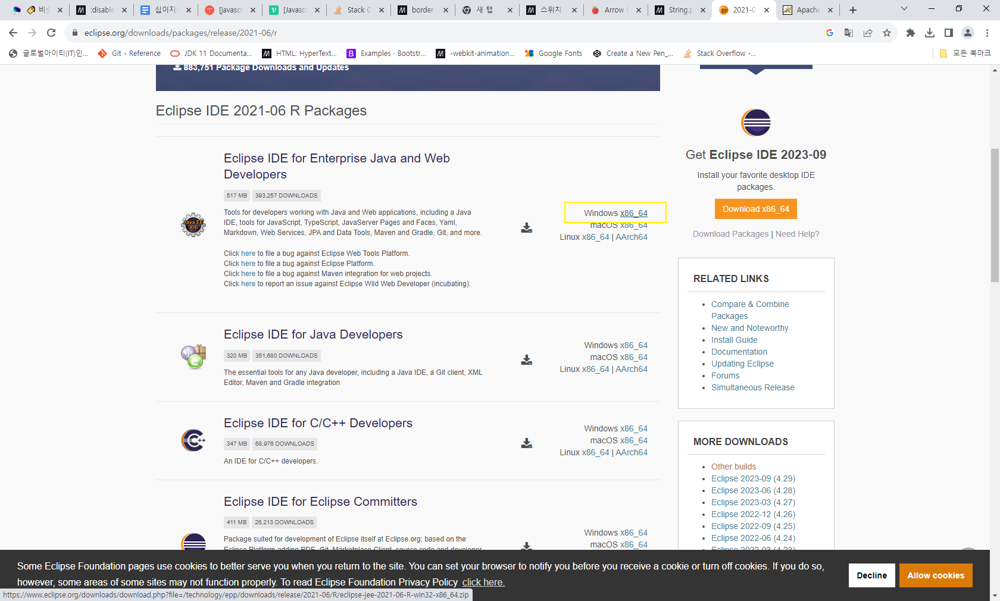 비슷
:disable
십이지
[javascr
[Javascr
Stack O
border-
새 탭
스위치
Arrow f
String.p
2021-0
Apache
eclipse.org/downloads/packages/release/2021-06/r
글로벌아이티(IT)인...
Git - Reference
JDK 11 Documenta...
HTML: HyperText...
Examples · Bootstr...
-webkit-animation...
Google Fonts
Create a New Pen_...
Stack Overflow -...
모든 북마크
883,751 Package Downloads and Updates
Eclipse IDE 2021-06 R Packages
Eclipse IDE for Enterprise Java and Web
Developers
517 MB 393,257 DOWNLOADS
Java EE
IDE
Tools for developers working with Java and Web applications, including a Java
IDE, tools for JavaScript, TypeScript, JavaServer Pages and Faces, Yaml,
Markdown, Web Services, JPA and Data Tools, Maven and Gradle, Git, and more.
Click here to file a bug against Eclipse Web Tools Platform.
Click here to file a bug against Eclipse Platform.
Click here to file a bug against Maven integration for web projects.
Click here to report an issue against Eclipse Wild Web Developer (incubating).
Windows x86_64
macOS x86_64
Linux x86_64 | AArch64
Eclipse IDE for Java Developers
320 MB 351,680 DOWNLOADS
The essential tools for any Java developer, including a Java IDE, a Git client, XML
Editor, Maven and Gradle integration
Windows x86_64
macOS x86_64
Linux x86_64 | AArch64
Eclipse IDE for C/C++ Developers
347 MB 68,976 DOWNLOADS
An IDE for C/C++ developers.
Windows x86_64
macOS x86_64
Linux x86_64 | AArch64
Eclipse IDE for Eclipse Committers
411 MB 26,213 DOWNLOADS
Package suited for development of Eclipse itself at Eclipse.org; based on the
Eclipse Platform adding PDE, Git, Marketplace Client, source code and developer
Windows x86_64
macOS x86_64
Get Eclipse IDE 2023-09
Install your favorite desktop IDE
packages.
Download x86_64
Download Packages | Need Help?
RELATED LINKS
Compare & Combine
Packages
New and Noteworthy
Install Guide
Documentation
Updating Eclipse
Forums
Simultaneous Release
MORE DOWNLOADS
Other builds
Eclipse 2023-09 (4.29)
Eclipse 2023-06 (4.28)
Eclipse 2023-03 (4.27)
Eclipse 2022-12 (4.26)
Eclipse 2022-09 (4.25)
Eclipse 2022-06 (4.24)
Eclipse 2022-03 (4.23)
Some Eclipse Foundation pages use cookies to better serve you when you return to the site. You can set your browser to notify you before you receive a cookie or turn off cookies. If you do so,
however, some areas of some sites may not function properly. To read Eclipse Foundation Privacy Policy click here.
Decline
Allow cookies
https://www.eclipse.org/downloads/download.php?file=/technology/epp/downloads/release/2021-06/R/eclipse-jee-2021-06-R-win32-x86_64.zip